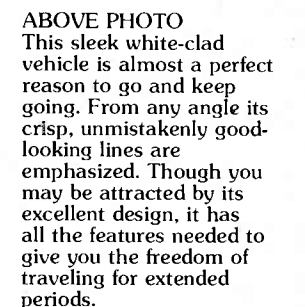 ABOVE PHOTO
This sleek white-clad
vehicle is almost a perfect
reason to go and keep
going. From any angle its
crisp, unmistakenly good-
looking lines are
emphasized. Though you
may be attracted by its
excellent design, it has
all the features needed to
give you the freedom of
traveling for extended
periods.